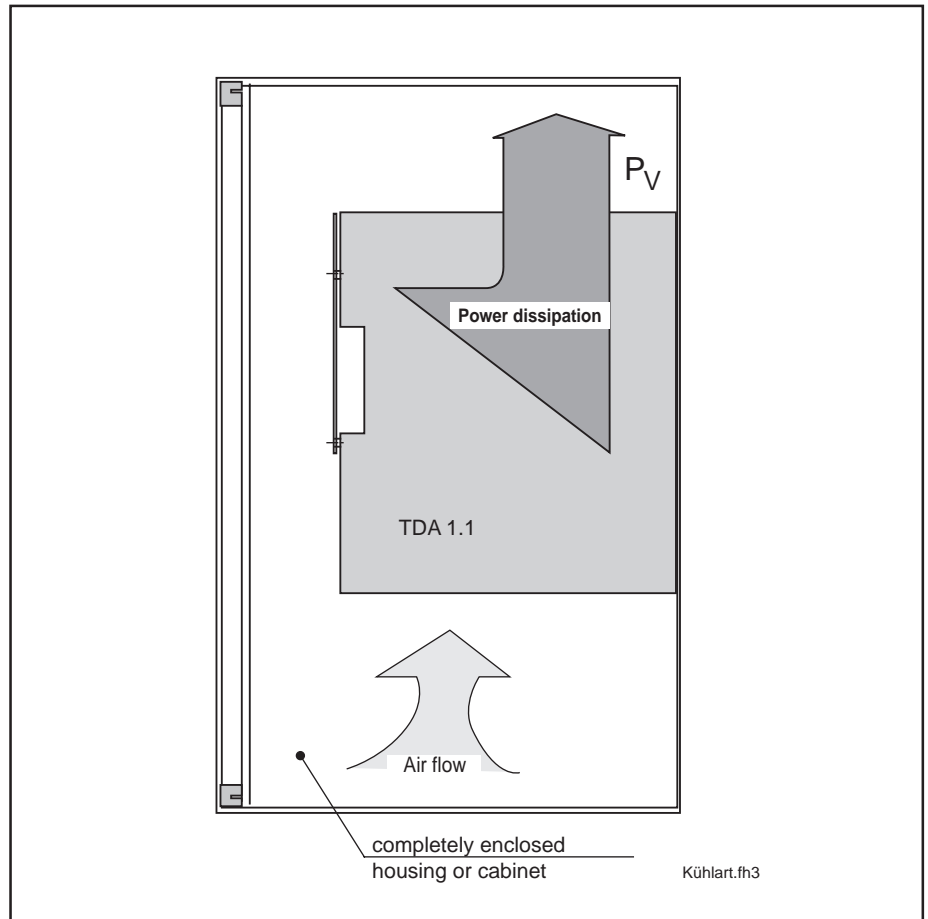 P_V
Power dissipation
TDA 1.1
Air flow
completely enclosed
housing or cabinet
Kühlart.fh3